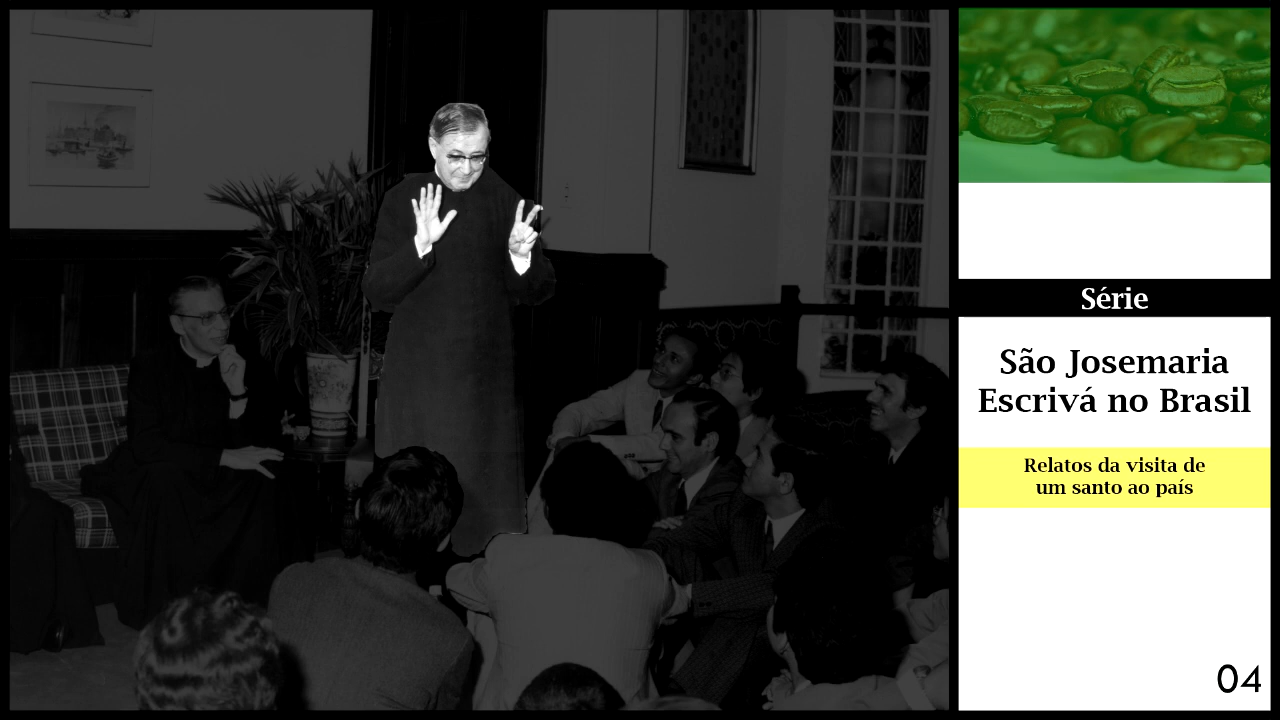 Série
São Josemaria
Escrivá no Brasil
Relatos da visita de
um santo ao país
04